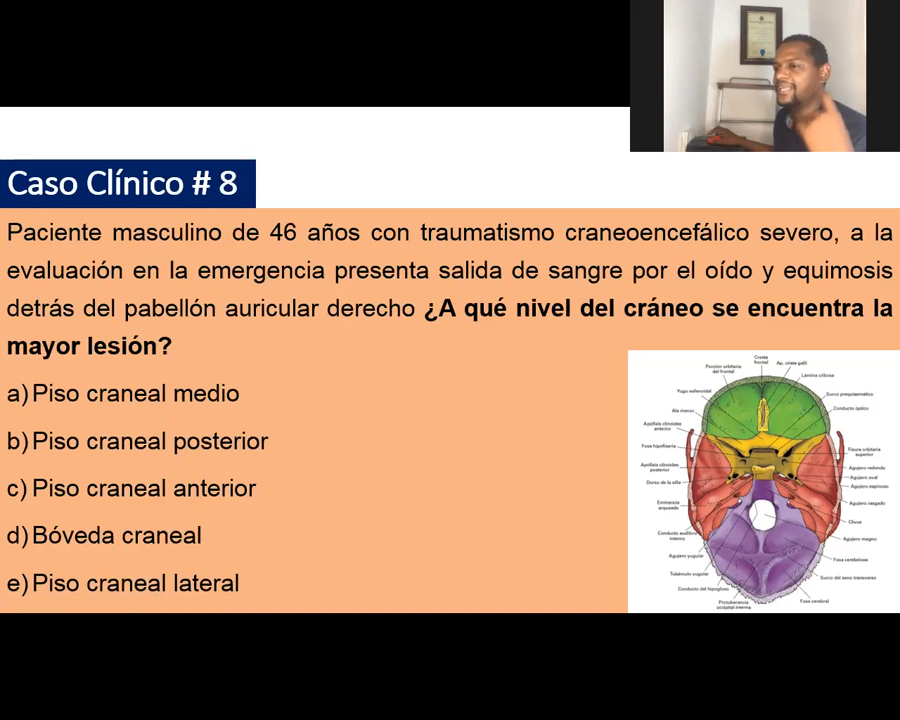 Caso Clínico # 8
Paciente masculino de 46 años con traumatismo craneoencefálico severo, a la
evaluación en la emergencia presenta salida de sangre por el oído y equimosis
detrás del pabellón auricular derecho ¿A qué nivel del cráneo se encuentra la
mayor lesión?
a) Piso craneal medio
b) Piso craneal posterior
c) Piso craneal anterior
d) Bóveda craneal
e) Piso craneal lateral
Cresta
frontal
Ap. crista galli
Porción orbitaria
del frontal
Lámina cribosa
Yugo esfenoidal
Surco prequiasmático
Ala menor
Conducto óptico
Apófisis clinoides
anterior
Fosa hipofisaria
Fisura orbitaria
superior
Apófisis clinoides
posterior
Agujero redondo
Agujero oval
Dorso de la silla
Agujero espinoso
Eminencia
arqueada
Agujero rasgado
Clivus
Conducto auditivo
interno
Agujero magno
Agujero yugular
Fosa cerebelosa
Tubérculo yugular
Surco del seno transverso
Conducto del hipogloso
Protuberancia
occipital interna
Fosa cerebral